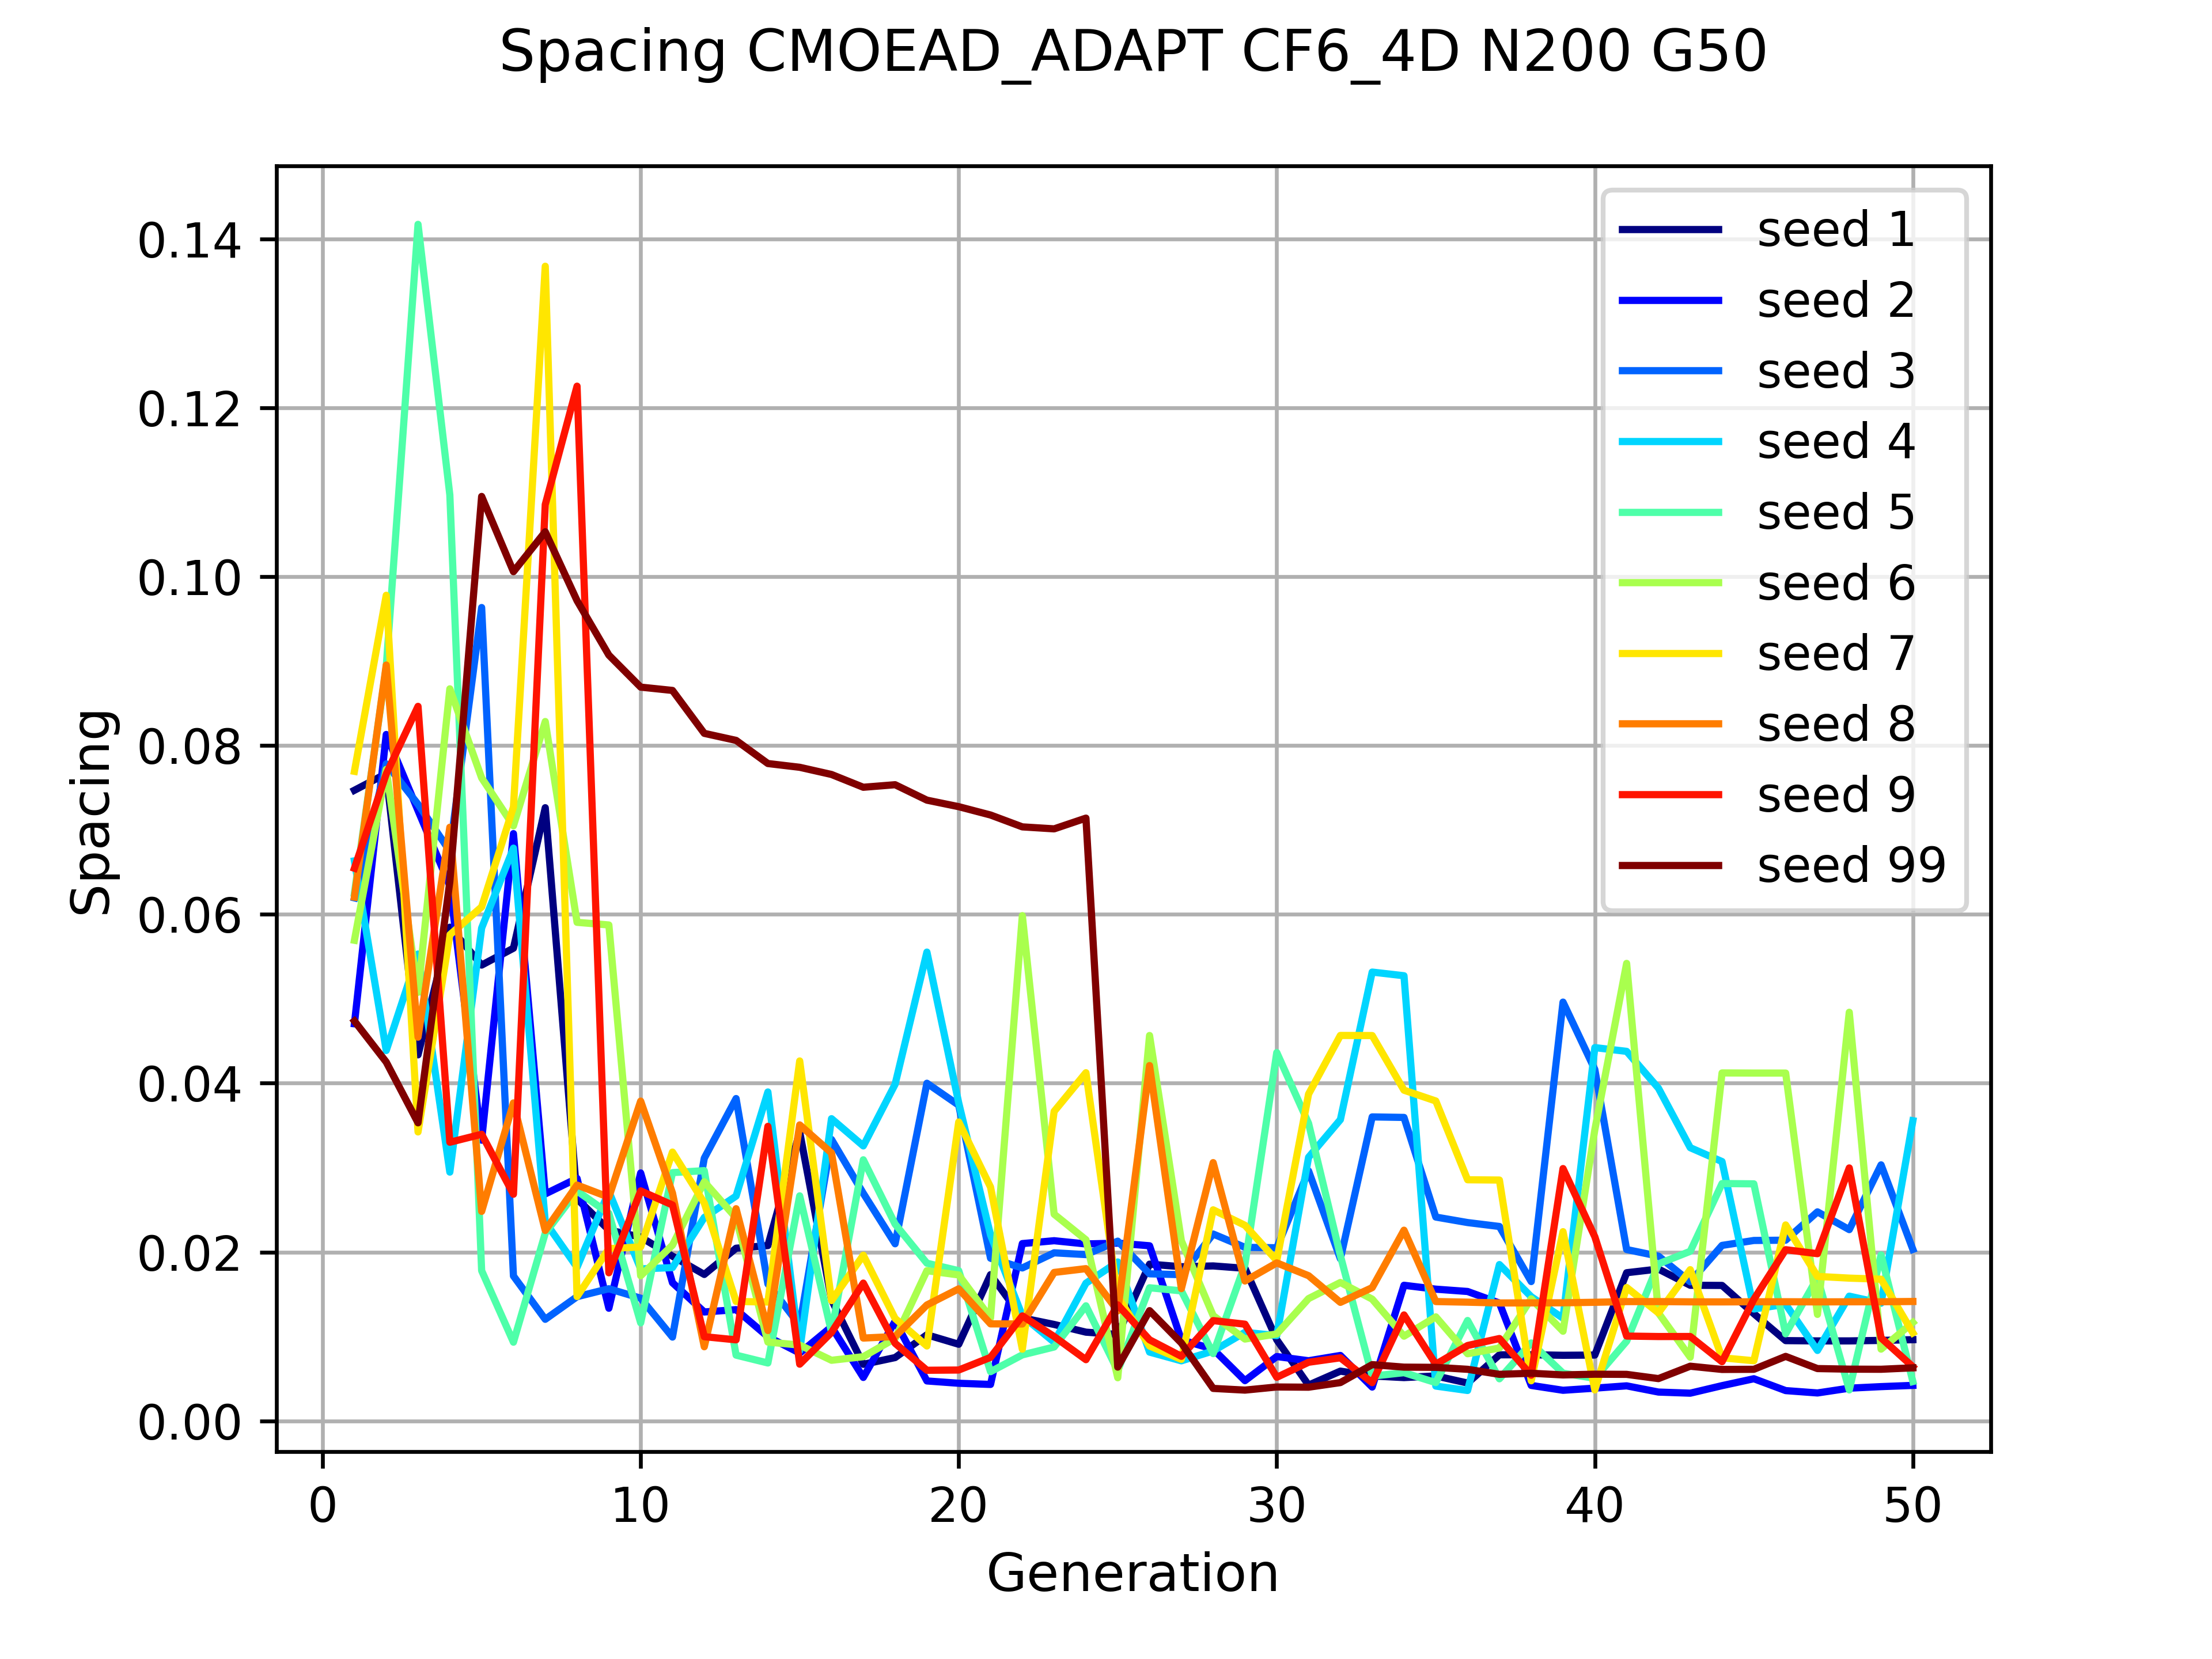 Spacing CMOEAD_ADAPT CF6_4D N200 G50
0.14
0.12
0.10
0.08
0.06
0.04
0.02
0.00
Spacing
seed 1
seed 2
seed 3
seed 4
seed 5
seed 6
seed 7
seed 8
seed 9
seed 99
0 10 20 30 40 50
Generation